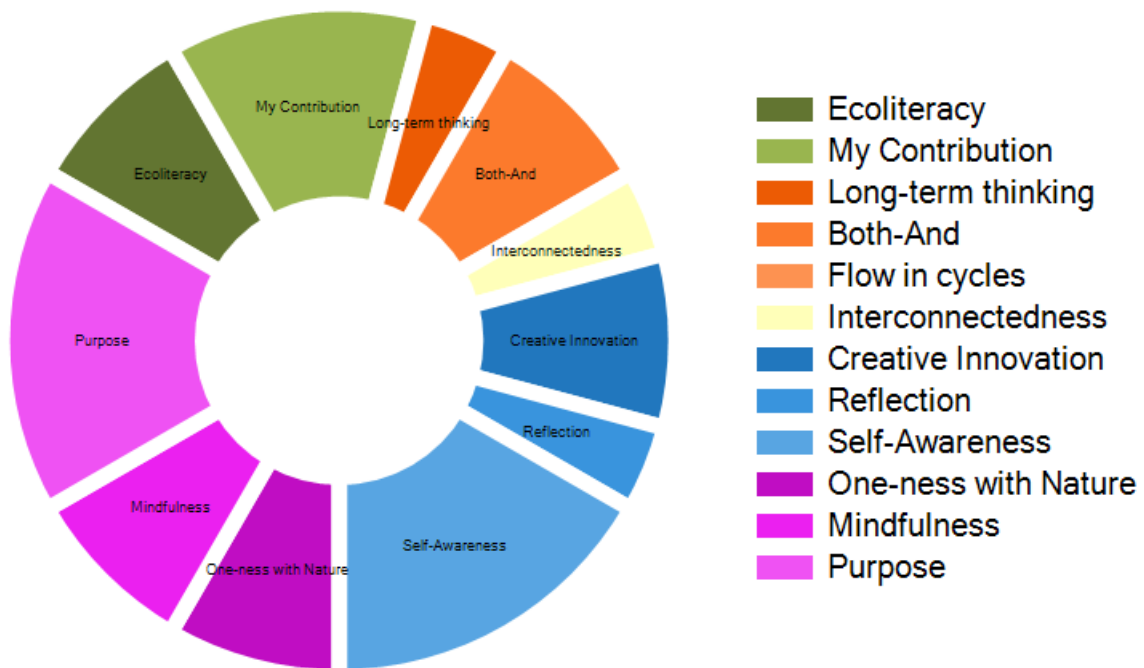 My Contribution
Long-term thinking
Ecoliteracy
Both-And
Interconnectedness
Purpose
Creative Innovation
Reflection
Mindfulness
Self-Awareness
One-ness with Nature
Ecoliteracy
My Contribution
Long-term thinking
Both-And
Flow in cycles
Interconnectedness
Creative Innovation
Reflection
Self-Awareness
One-ness with Nature
Mindfulness
Purpose